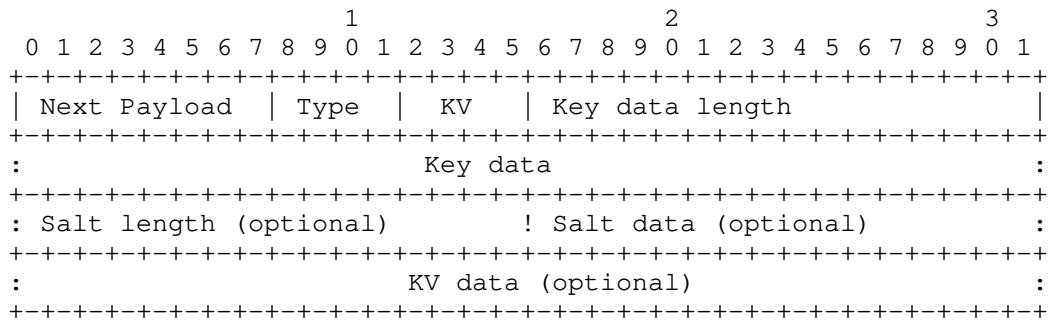 1                   2                   3
 0 1 2 3 4 5 6 7 8 9 0 1 2 3 4 5 6 7 8 9 0 1 2 3 4 5 6 7 8 9 0 1
+-+-+-+-+-+-+-+-+-+-+-+-+-+-+-+-+-+-+-+-+-+-+-+-+-+-+-+-+-+-+-+-+
| Next Payload  | Type  |  KV   | Key data length               |
+-+-+-+-+-+-+-+-+-+-+-+-+-+-+-+-+-+-+-+-+-+-+-+-+-+-+-+-+-+-+-+-+
:                         Key data                              :
+-+-+-+-+-+-+-+-+-+-+-+-+-+-+-+-+-+-+-+-+-+-+-+-+-+-+-+-+-+-+-+-+
: Salt length (optional)        ! Salt data (optional)          :
+-+-+-+-+-+-+-+-+-+-+-+-+-+-+-+-+-+-+-+-+-+-+-+-+-+-+-+-+-+-+-+-+
:                        KV data (optional)                     :
+-+-+-+-+-+-+-+-+-+-+-+-+-+-+-+-+-+-+-+-+-+-+-+-+-+-+-+-+-+-+-+-+